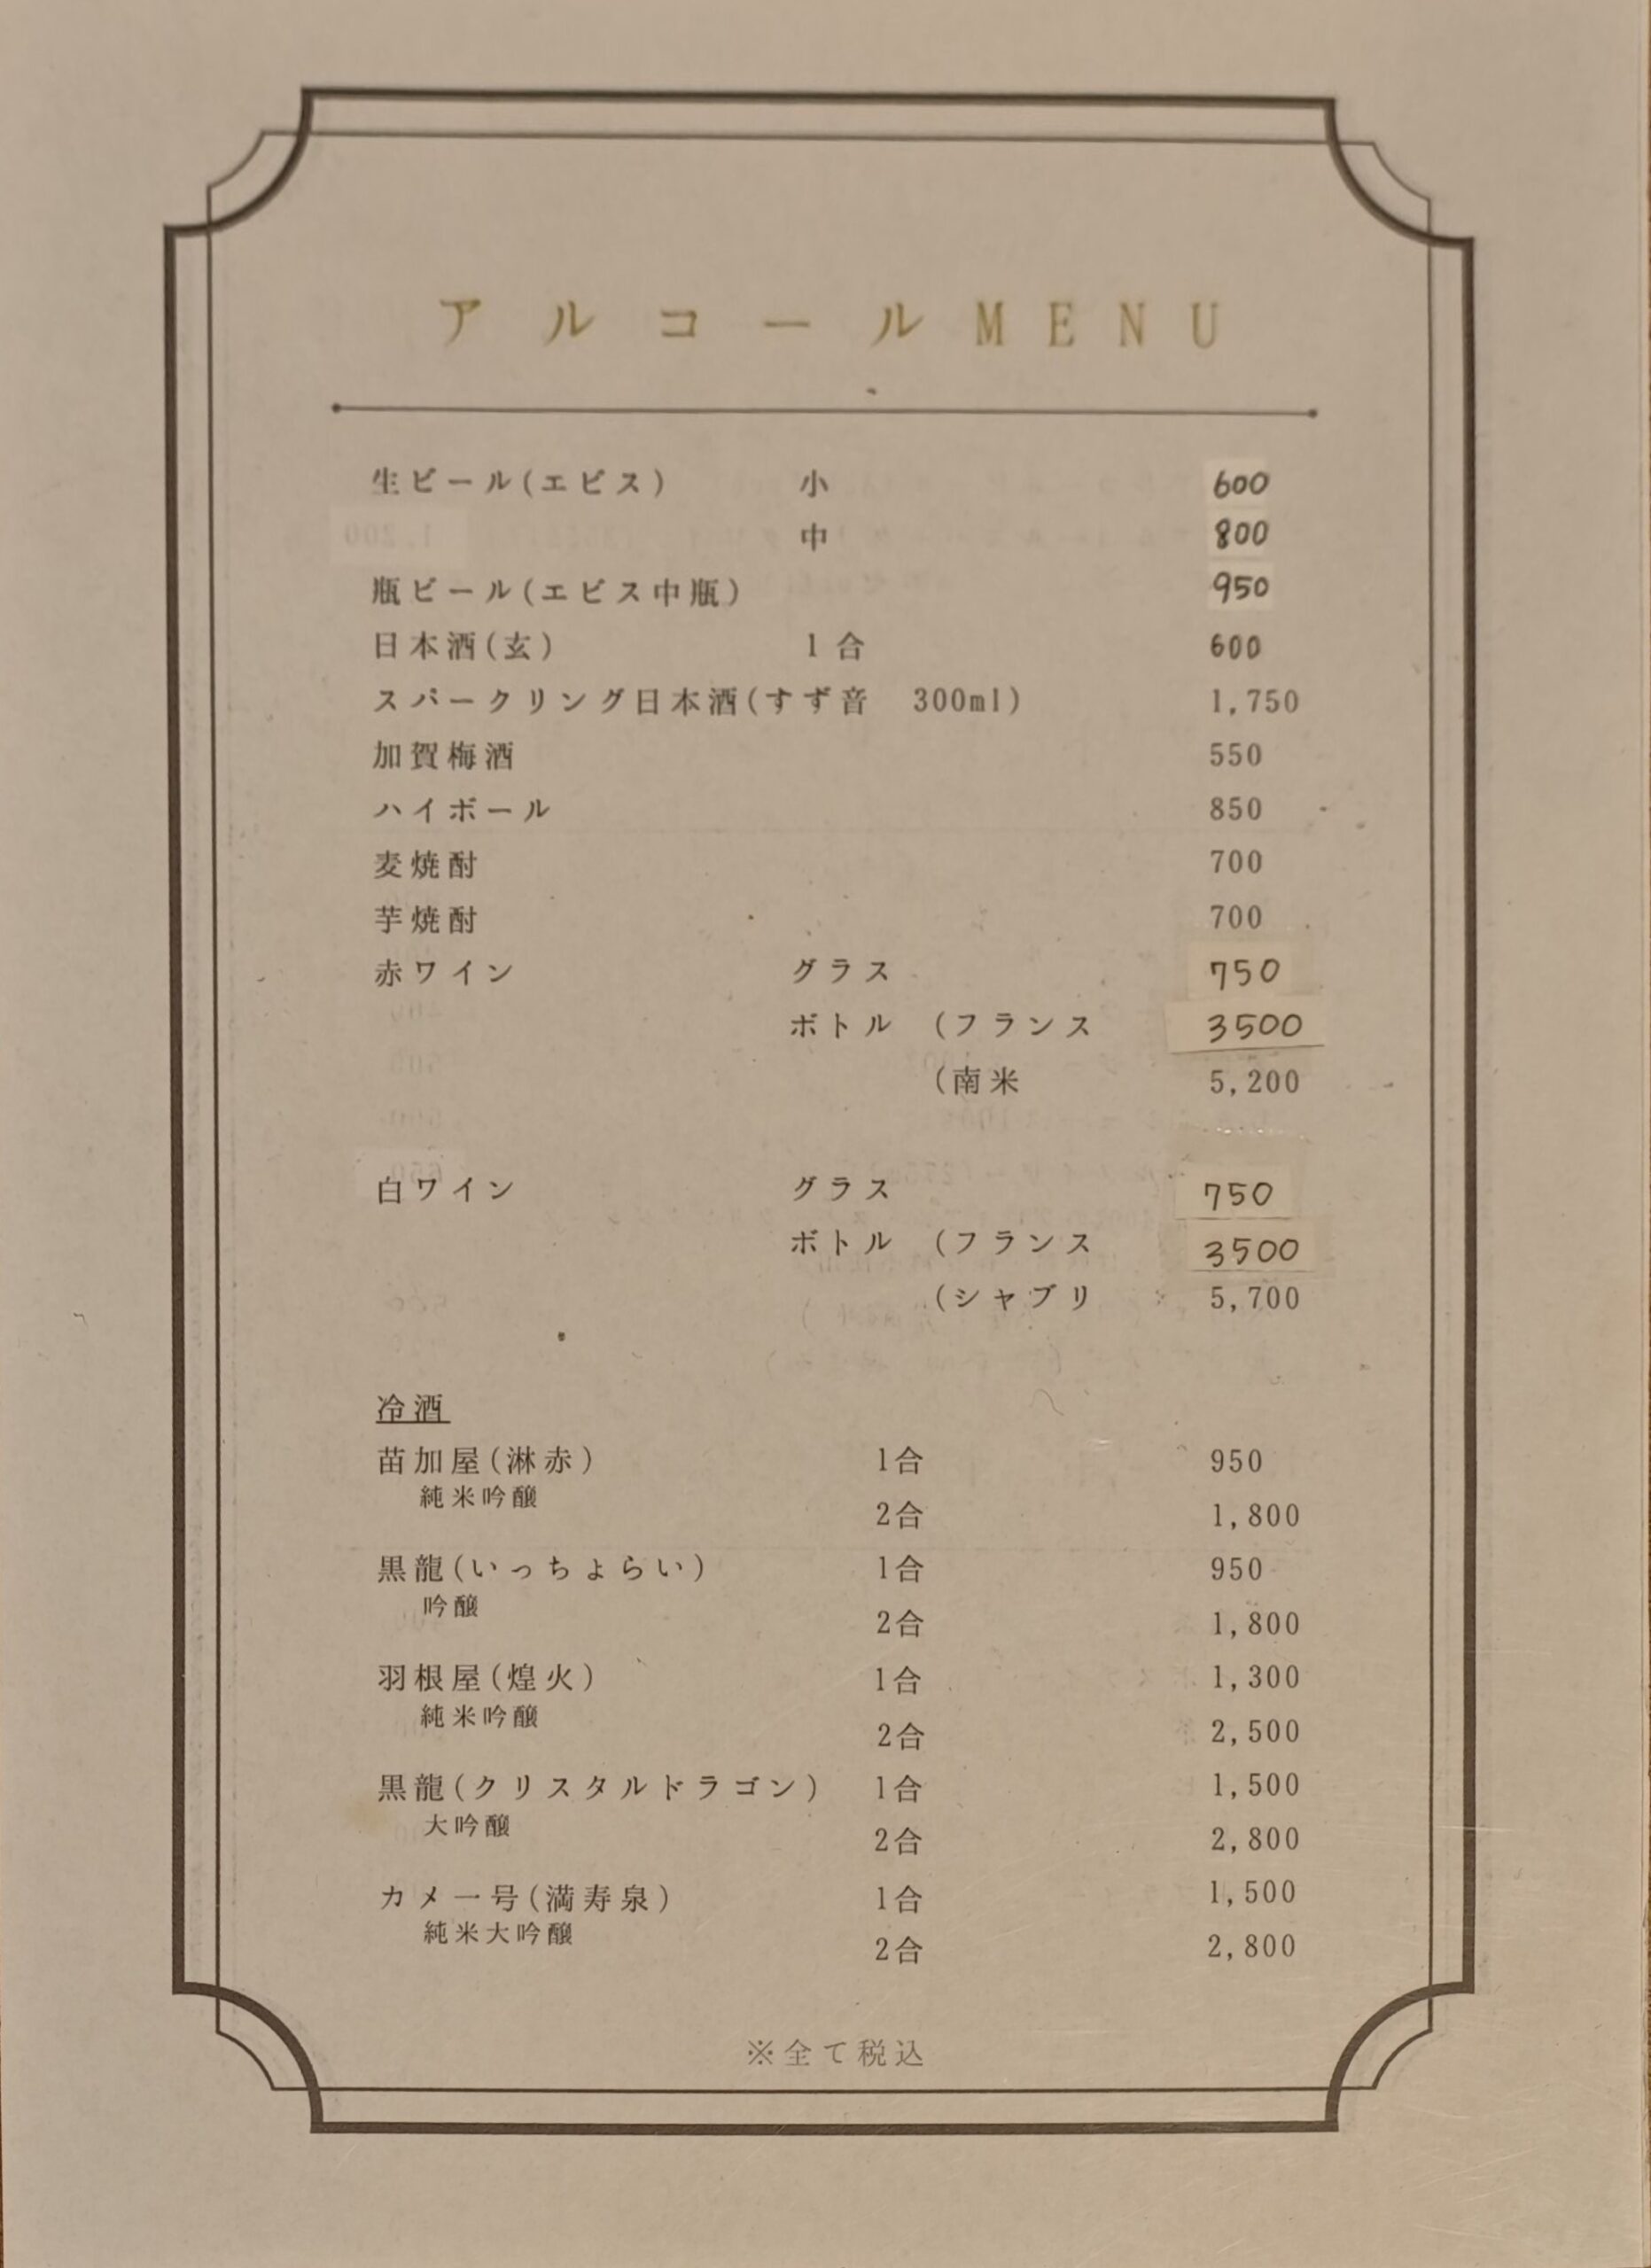 アルコールMENU
生ビール(エビス) 小 600
中 800
瓶ビール(エビス中瓶) 950
日本酒(玄) 1合 600
スパークリング日本酒(すず音 300ml) 1,750
加賀梅酒 550
ハイボール 850
麦焼酎 700
芋焼酎 700
赤ワイン グラス 750
ボトル (フランス 3500
(南米 5,200
白ワイン グラス 750
ボトル (フランス 3500
(シャブリ 5,700
冷酒
苗加屋(淋赤) 1合 950
純米吟醸
2合 1,800
黒龍(いっちょらい) 1合 950
吟醸
2合 1,800
羽根屋(煌火) 1合 1,300
純米吟醸
2合 2,500
黒龍(クリスタルドラゴン) 1合 1,500
大吟醸
2合 2,800
カメ一号(満寿泉) 1合 1,500
純米大吟醸
2合 2,800
※全て税込